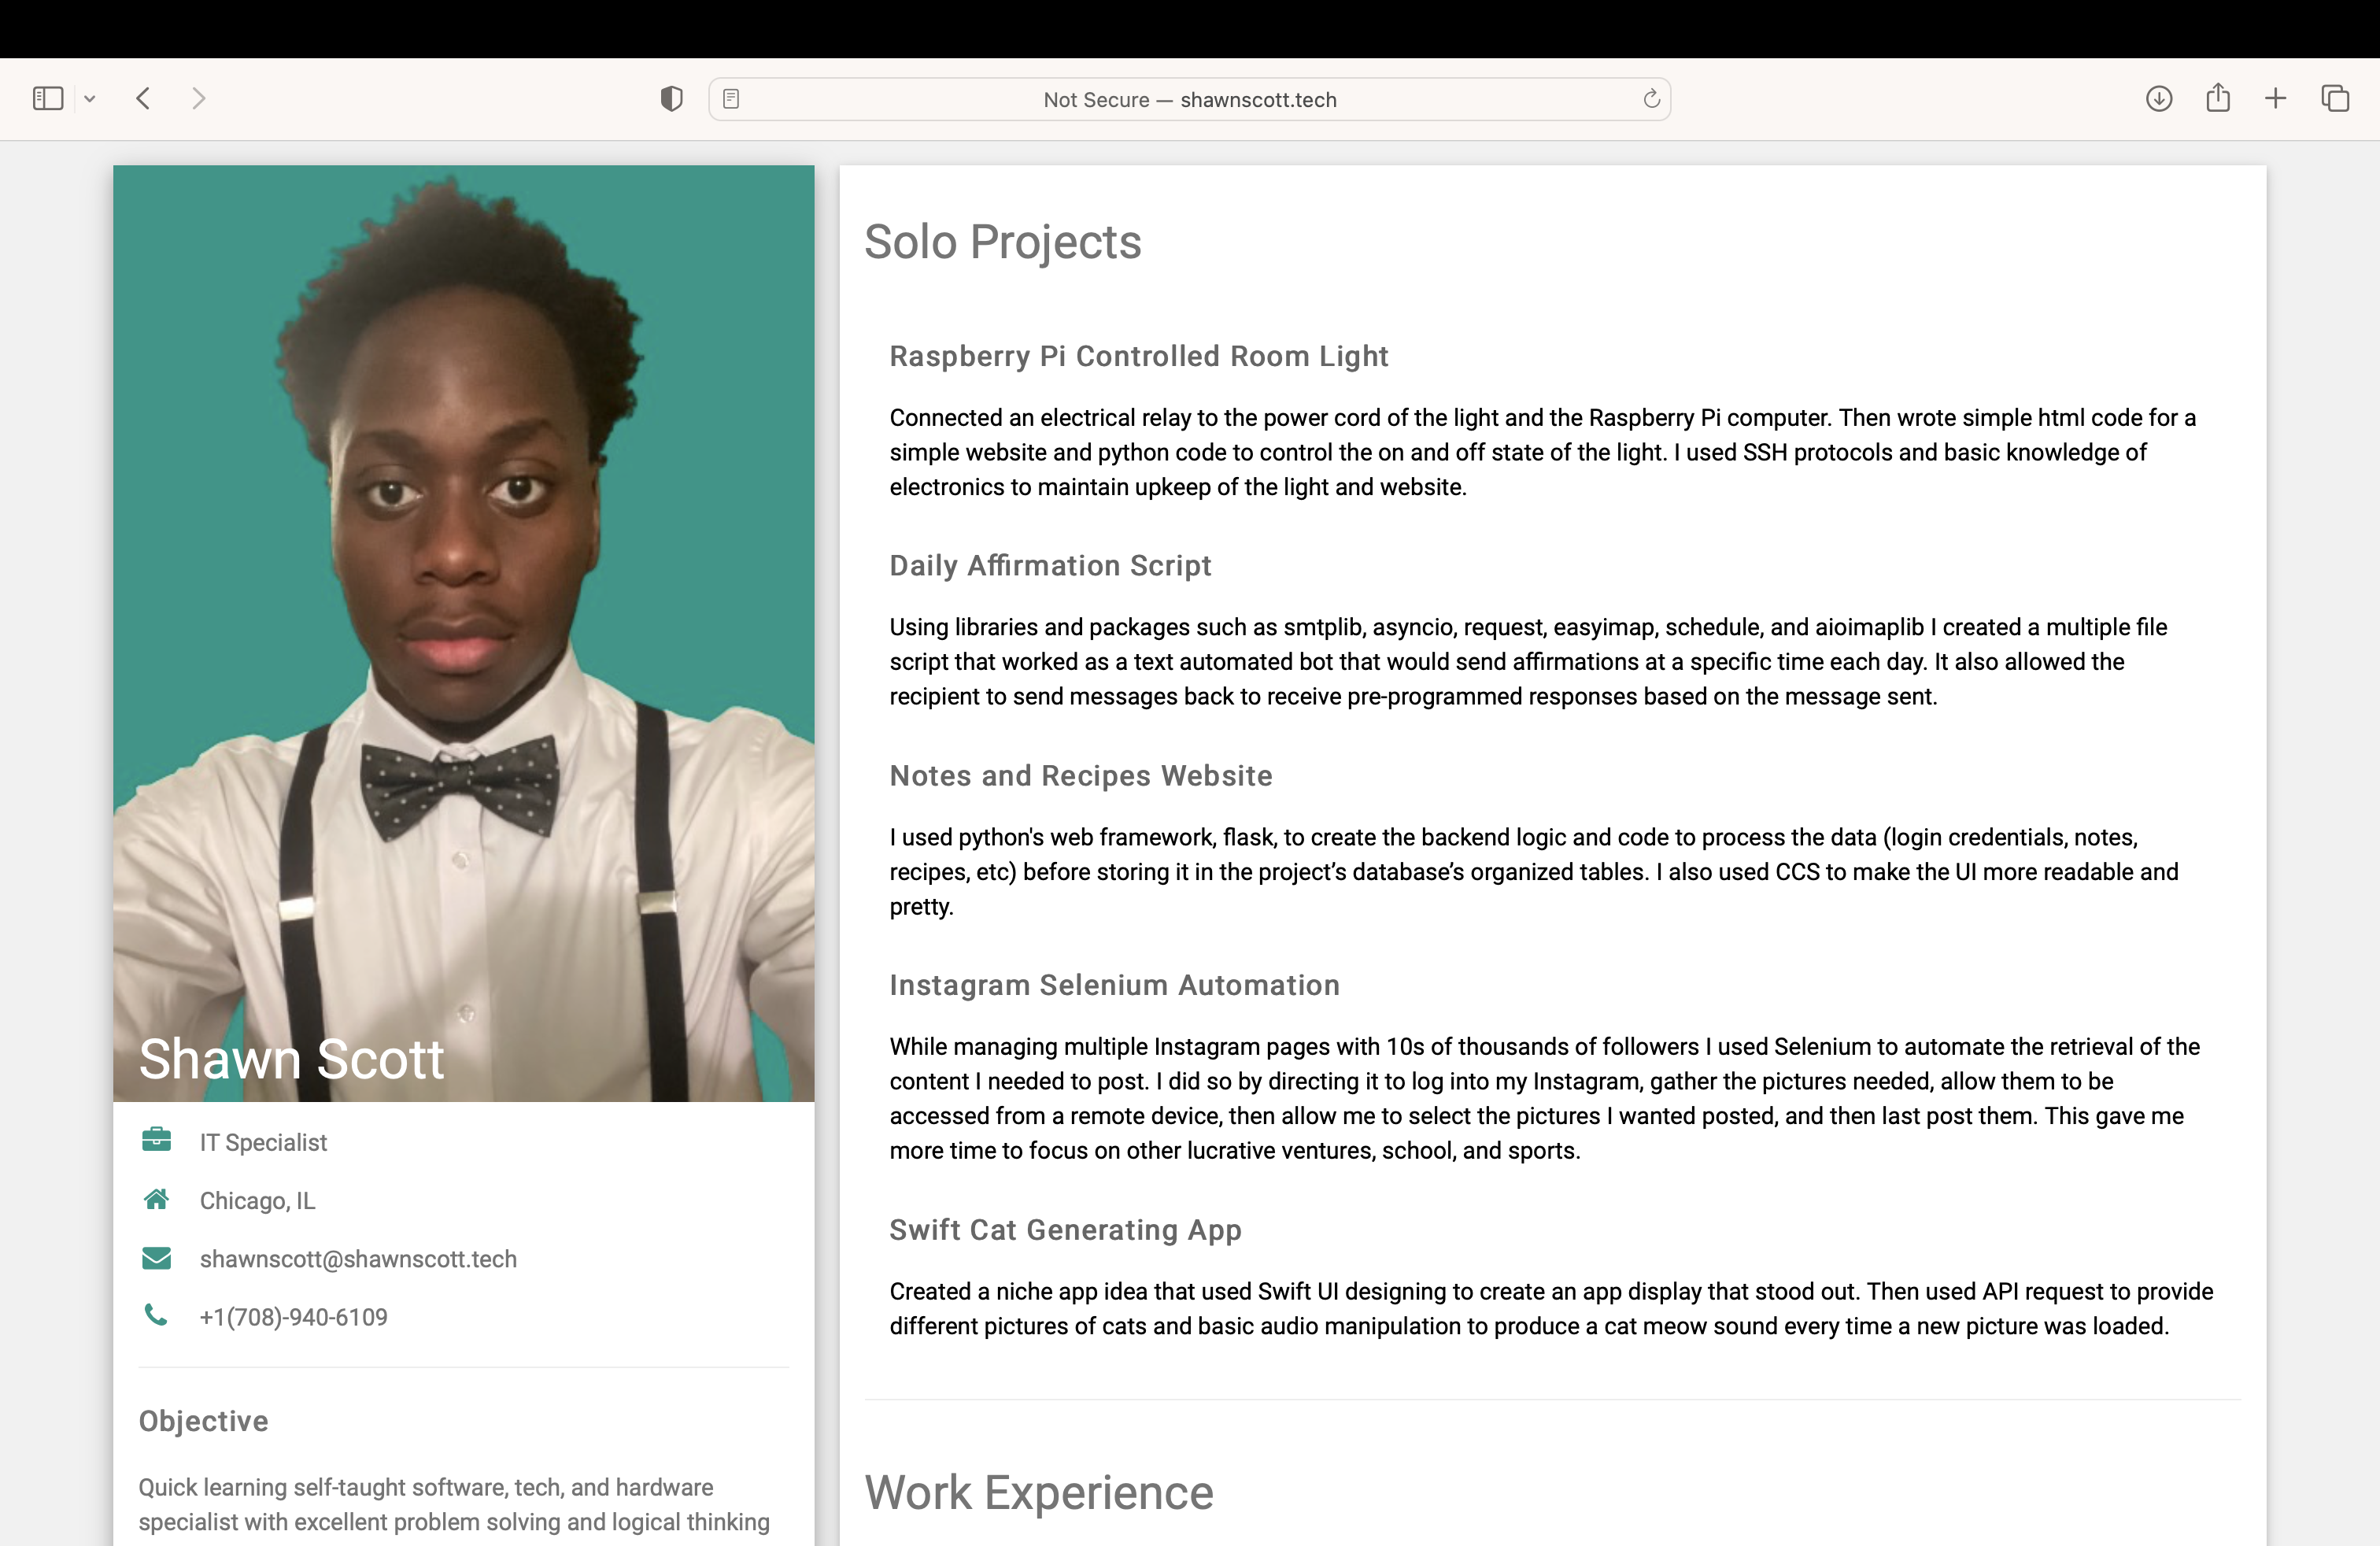 Not Secure — shawnscott.tech
Shawn Scott
IT Specialist
Chicago, IL
shawnscott@shawnscott.tech
+1(708)-940-6109
Objective
Quick learning self-taught software, tech, and hardware
specialist with excellent problem solving and logical thinking
Solo Projects
Raspberry Pi Controlled Room Light
Connected an electrical relay to the power cord of the light and the Raspberry Pi computer. Then wrote simple html code for a
simple website and python code to control the on and off state of the light. I used SSH protocols and basic knowledge of
electronics to maintain upkeep of the light and website.
Daily Affirmation Script
Using libraries and packages such as smtplib, asyncio, request, easyimap, schedule, and aioimaplib I created a multiple file
script that worked as a text automated bot that would send affirmations at a specific time each day. It also allowed the
recipient to send messages back to receive pre-programmed responses based on the message sent.
Notes and Recipes Website
I used python's web framework, flask, to create the backend logic and code to process the data (login credentials, notes,
recipes, etc) before storing it in the project’s database’s organized tables. I also used CCS to make the UI more readable and
pretty.
Instagram Selenium Automation
While managing multiple Instagram pages with 10s of thousands of followers I used Selenium to automate the retrieval of the
content I needed to post. I did so by directing it to log into my Instagram, gather the pictures needed, allow them to be
accessed from a remote device, then allow me to select the pictures I wanted posted, and then last post them. This gave me
more time to focus on other lucrative ventures, school, and sports.
Swift Cat Generating App
Created a niche app idea that used Swift UI designing to create an app display that stood out. Then used API request to provide
different pictures of cats and basic audio manipulation to produce a cat meow sound every time a new picture was loaded.
Work Experience